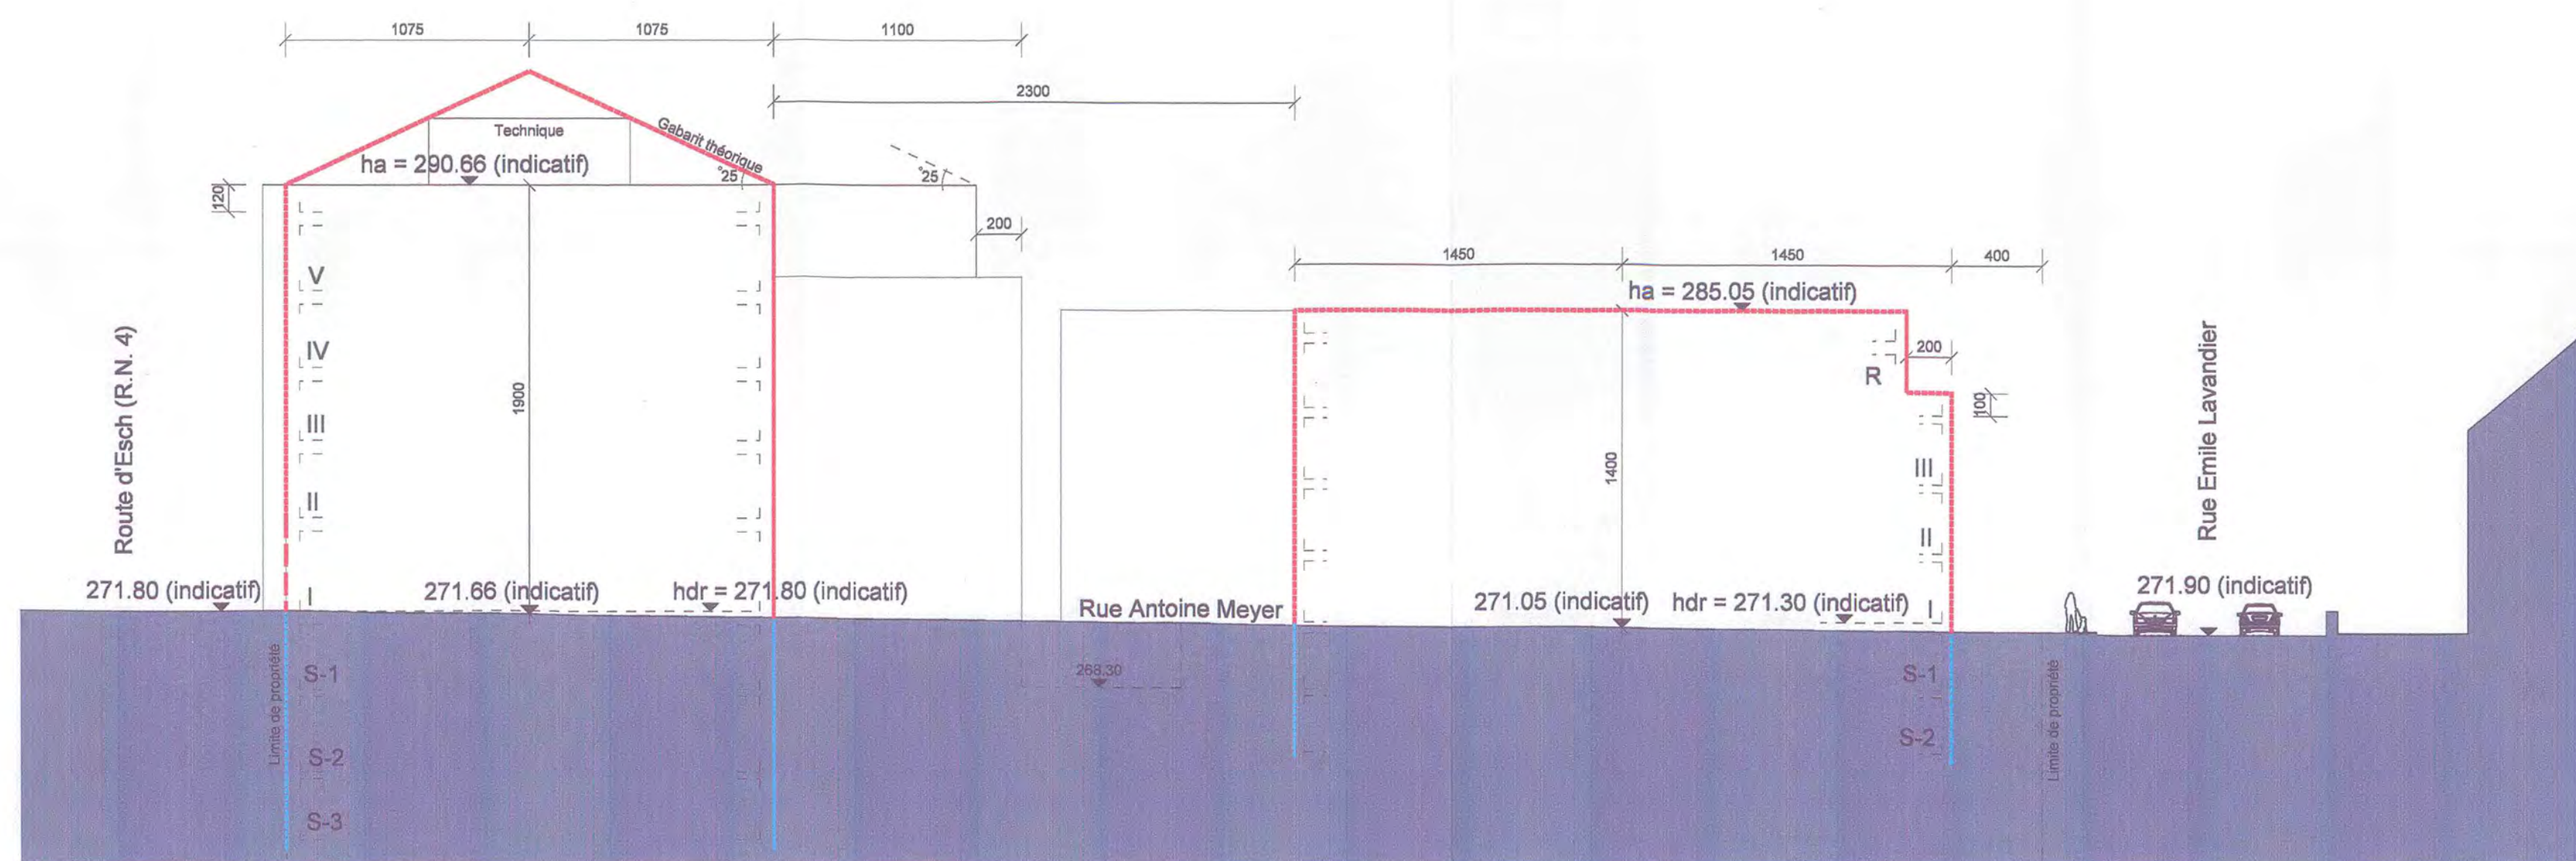 1075
1075
1100
2300
Technique
Gabarit théorique
ha = 290.66 (indicatif)
°25
°25
120
200
1450
1450
400
ha = 285.05 (indicatif)
200
R
100
V
IV
III
II
I
1900
1400
III
II
I
Route d'Esch (R.N. 4)
Rue Emile Lavandier
271.80 (indicatif)
271.66 (indicatif)
hdr = 271.80 (indicatif)
Rue Antoine Meyer
271.05 (indicatif)
hdr = 271.30 (indicatif)
271.90 (indicatif)
Limite de propriété
S-1
S-2
S-3
268.30
S-1
S-2
Limite de propriété